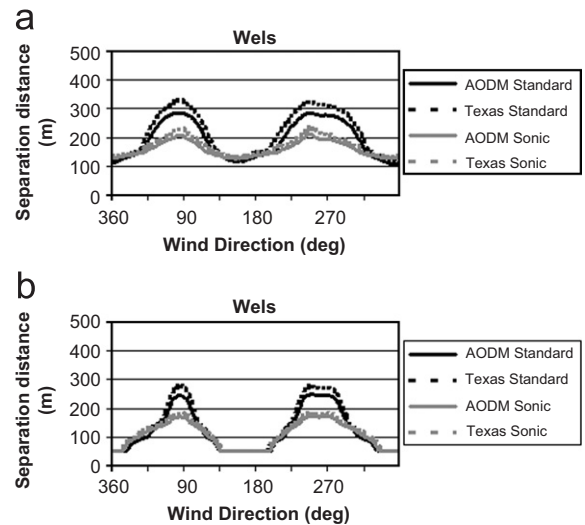 a
Wels
Separation distance
(m)
500
400
300
200
100
0
360 90 180 270
Wind Direction (deg)
AODM Standard
Texas Standard
AODM Sonic
Texas Sonic
b
Wels
Separation distance
(m)
500
400
300
200
100
0
360 90 180 270
Wind Direction (deg)
AODM Standard
Texas Standard
AODM Sonic
Texas Sonic